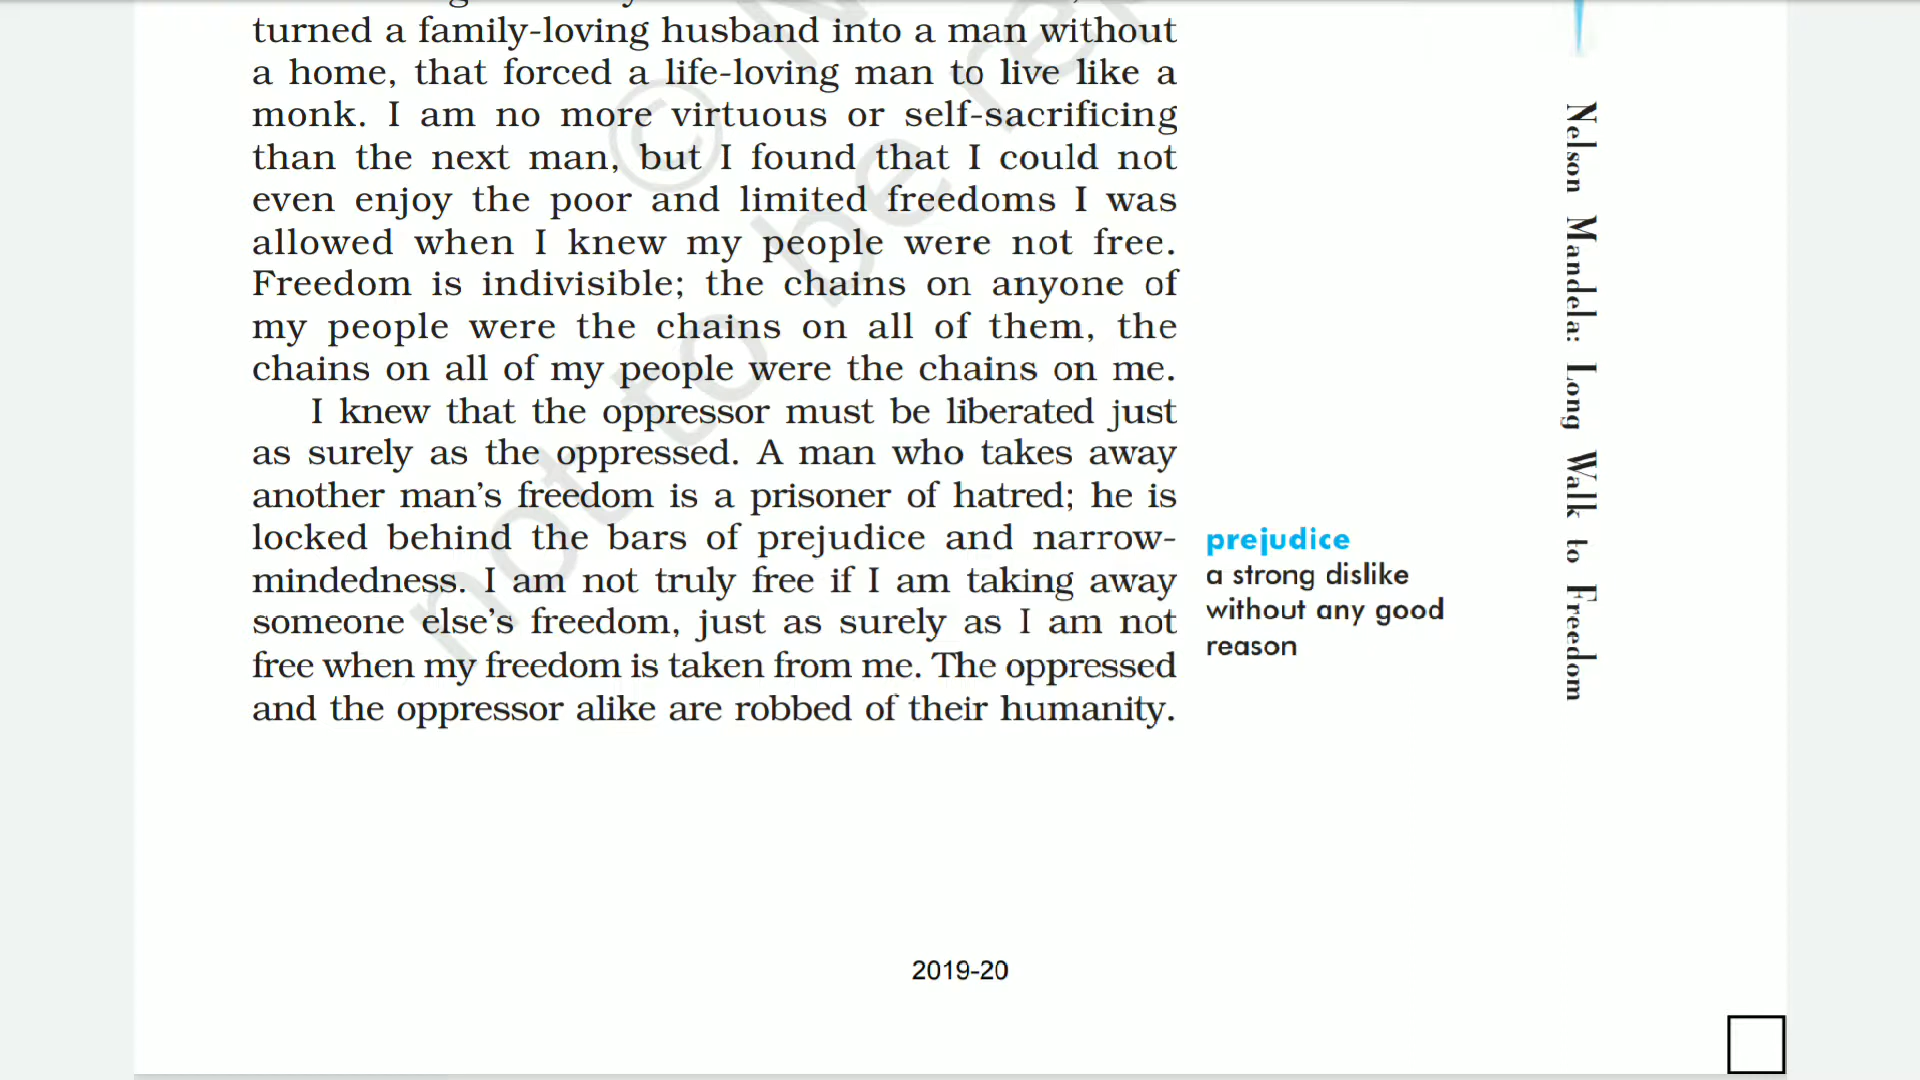 turned a family-loving husband into a man without
a home, that forced a life-loving man to live like a
monk. I am no more virtuous or self-sacrificing
than the next man, but I found that I could not
even enjoy the poor and limited freedoms I was
allowed when I knew my people were not free.
Freedom is indivisible; the chains on anyone of
my people were the chains on all of them, the
chains on all of my people were the chains on me.
I knew that the oppressor must be liberated just
as surely as the oppressed. A man who takes away
another man's freedom is a prisoner of hatred; he is
locked behind the bars of prejudice and narrow-
mindedness. I am not truly free if I am taking away
someone else's freedom, just as surely as I am not
free when my freedom is taken from me. The oppressed
and the oppressor alike are robbed of their humanity.
prejudice
a strong dislike
without any good
reason
Nelson Mandela: Long Walk to Freedom
©
not to be
2019-20